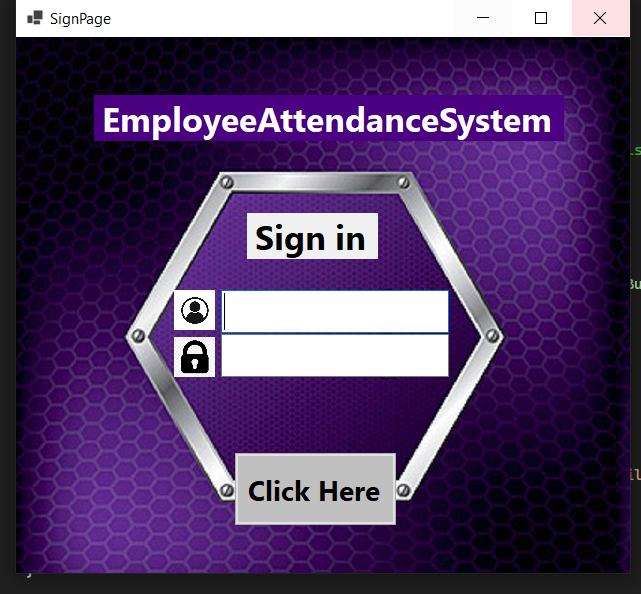 SignPage
EmployeeAttendanceSystem
Sign in
Click Here